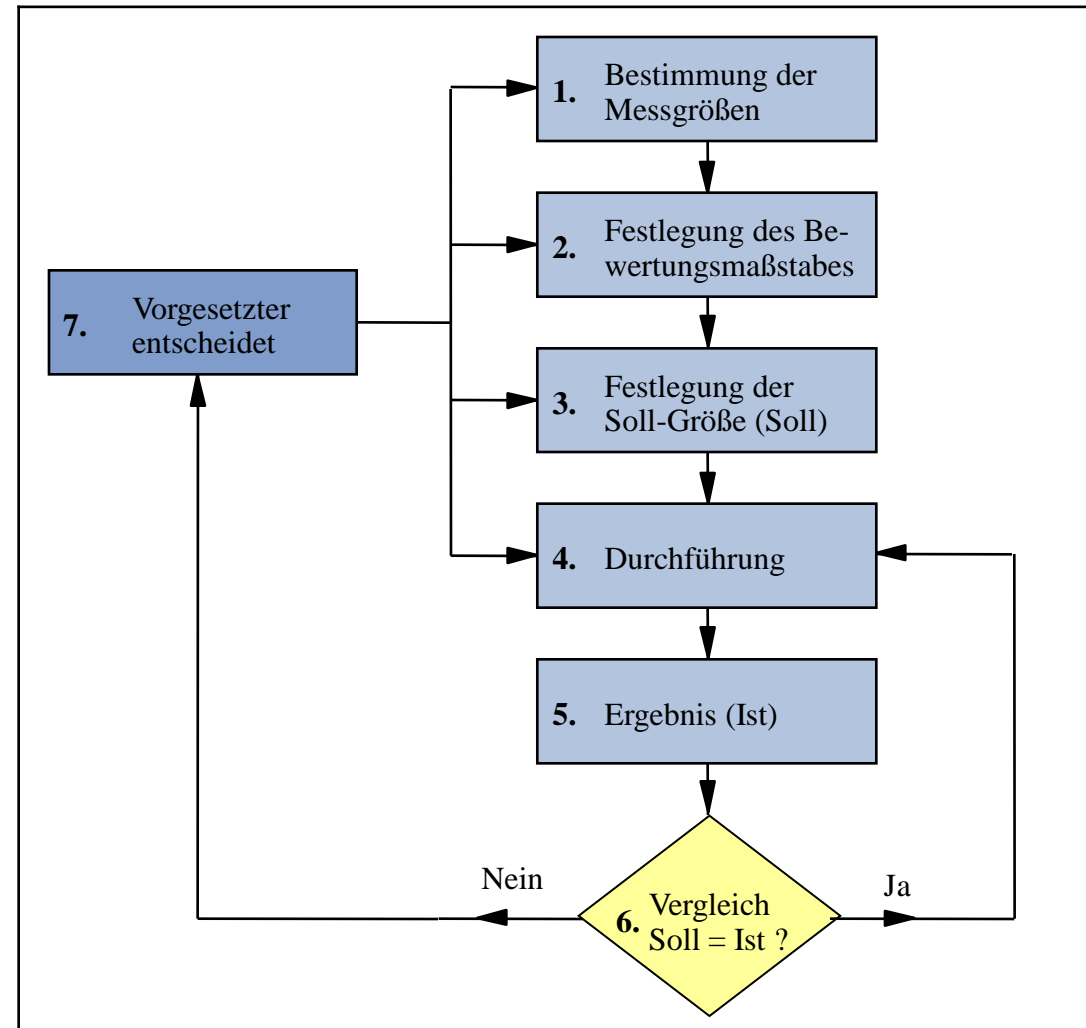 1. Bestimmung der
Messgrößen
2. Festlegung des Be-
wertungsmaßstabes
7. Vorgesetzter
entscheidet
3. Festlegung der
Soll-Größe (Soll)
4. Durchführung
5. Ergebnis (Ist)
Nein
Ja
6. Vergleich
Soll = Ist ?